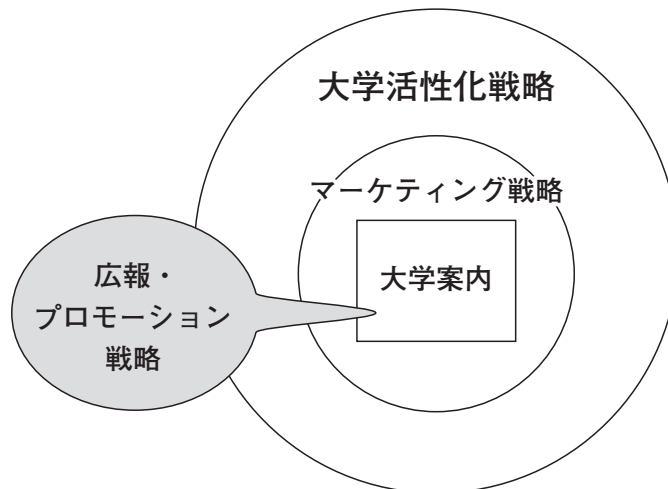 大学活性化戦略
マーケティング戦略
大学案内
広報・
プロモーション
戦略